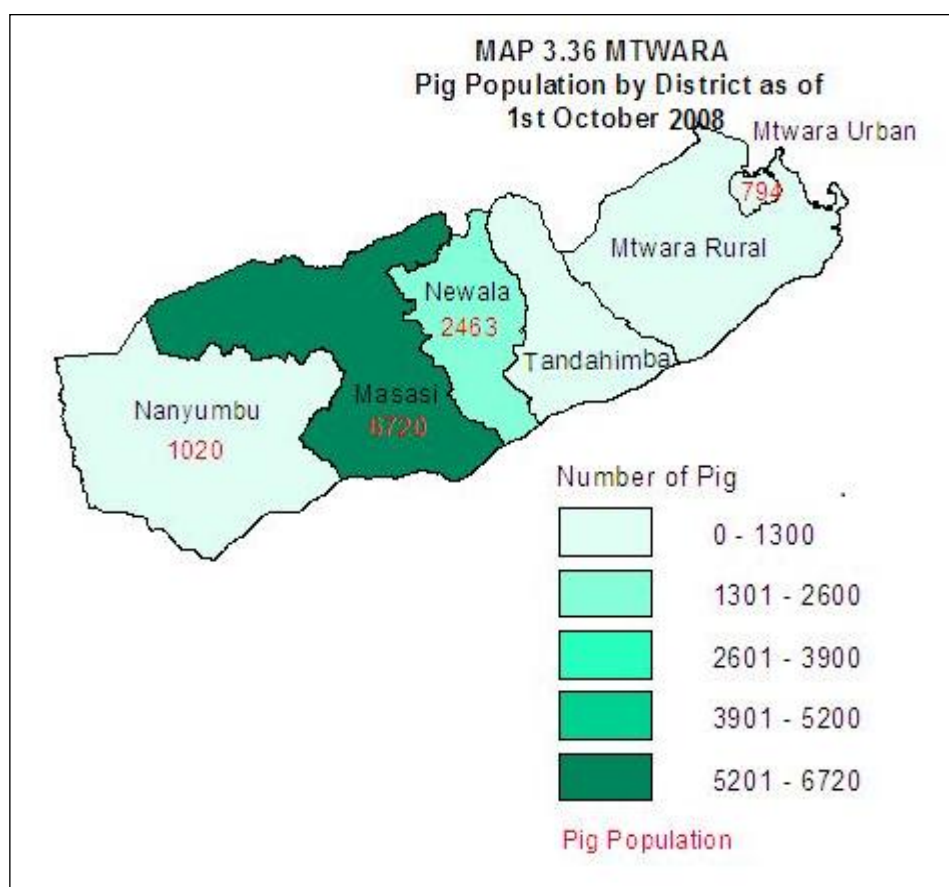 MAP 3.36 MTWARA
Pig Population by District as of
1st October 2008
Mtwara Urban
794
Mtwara Rural
Newala
2463
Tandahimba
Masasi
6720
Nanyumbu
1020
Number of Pig
0 - 1300
1301 - 2600
2601 - 3900
3901 - 5200
5201 - 6720
Pig Population